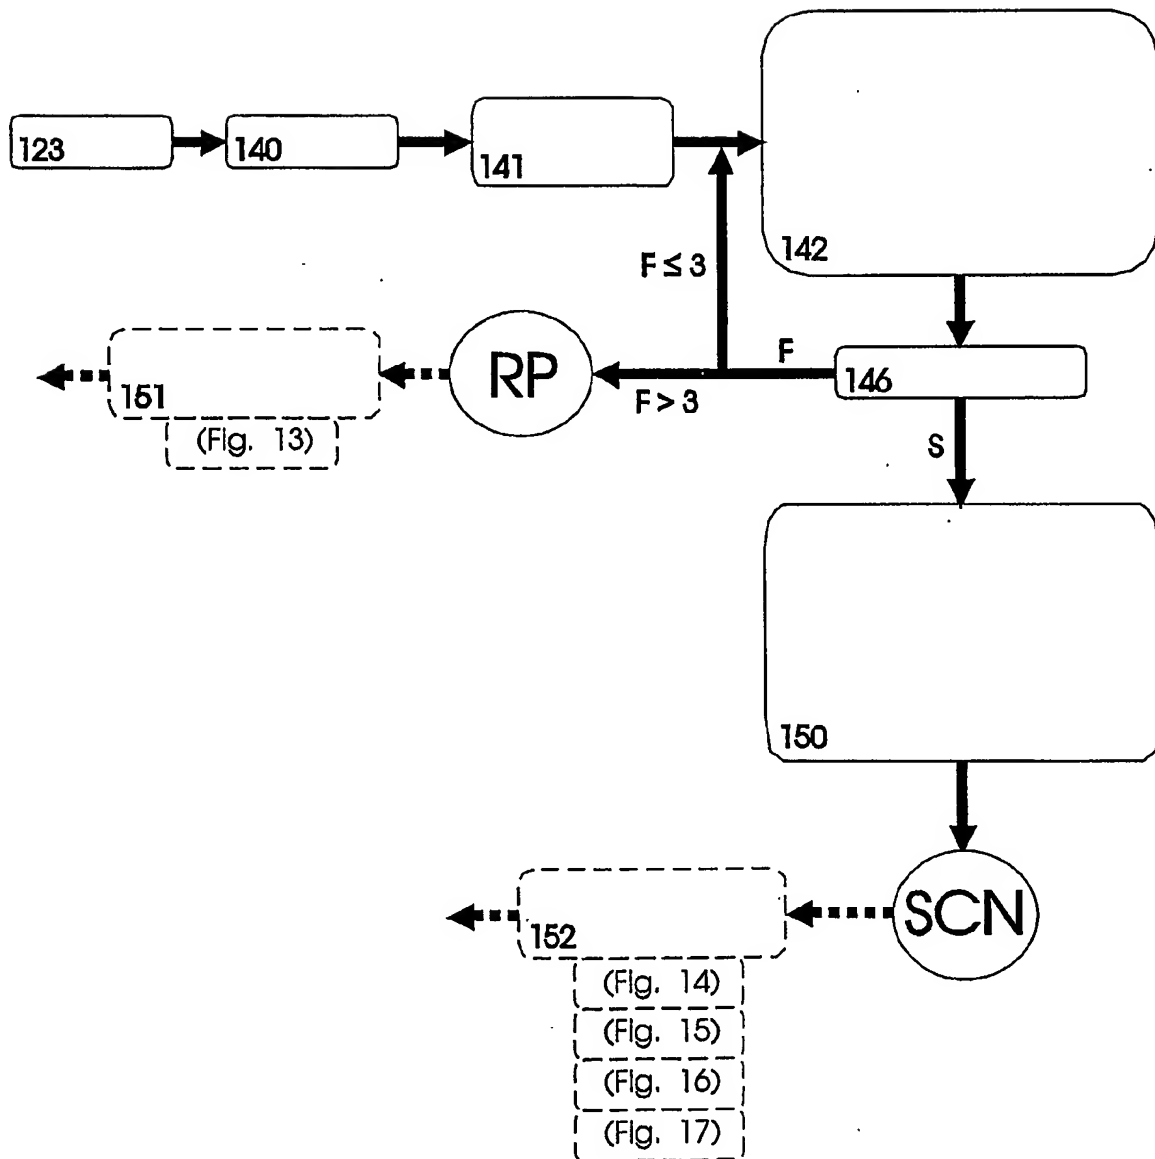 123
140
141
142
F ≤ 3
F
F > 3
146
RP
151
(Fig. 13)
S
150
SCN
152
(Fig. 14)
(Fig. 15)
(Fig. 16)
(Fig. 17)